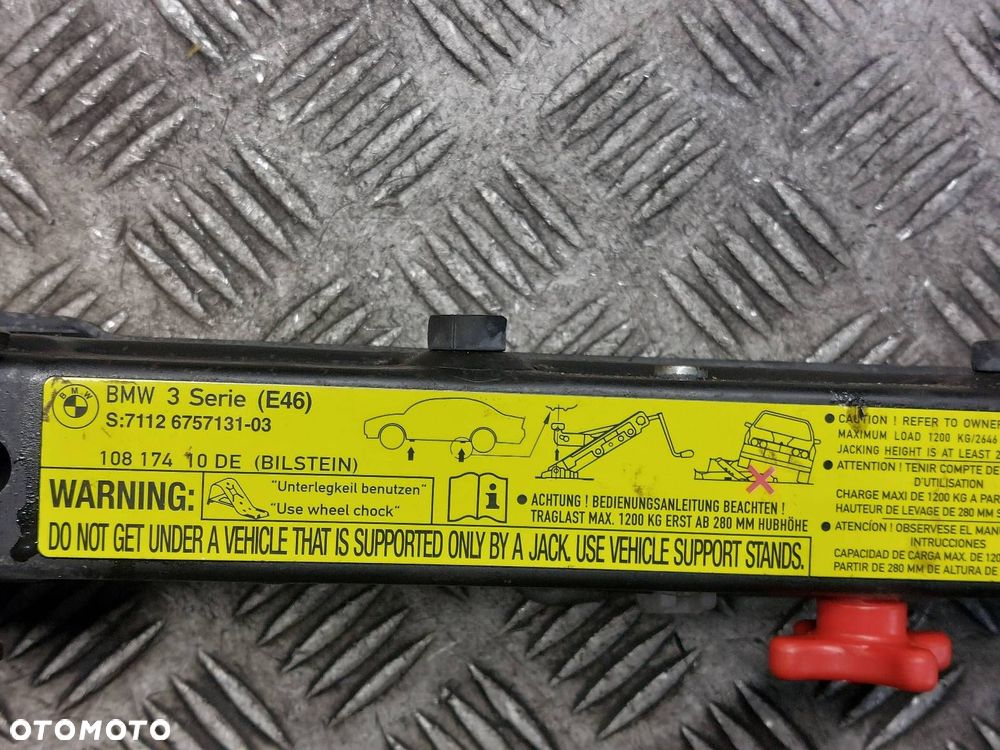 BMW
BMW 3 Serie (E46)
S:7112 6757131-03
108 174 10 DE (BILSTEIN)
WARNING:
"Unterlegkeil benutzen"
"Use wheel chock"
i
● ACHTUNG ! BEDIENUNGSANLEITUNG BEACHTEN !
TRAGLAST MAX. 1200 KG ERST AB 280 MM HUBHÖHE
DO NOT GET UNDER A VEHICLE THAT IS SUPPORTED ONLY BY A JACK. USE VEHICLE SUPPORT STANDS.
● CAUTION ! REFER TO OWNER
MAXIMUM LOAD 1200 KG/2646
JACKING HEIGHT IS AT LEAST 2
● ATTENTION ! TENIR COMPTE DE
D'UTILISATION
CHARGE MAXI DE 1200 KG A PAR
HAUTEUR DE LEVAGE DE 280 MM
● ATENCÍON ! OBSERVESE EL MAN
INTRUCCIONES
CAPACIDAD DE CARGA MAX. DE 120
PARTIR DE 280 MM DE ALTURA DE
OTOMOTO